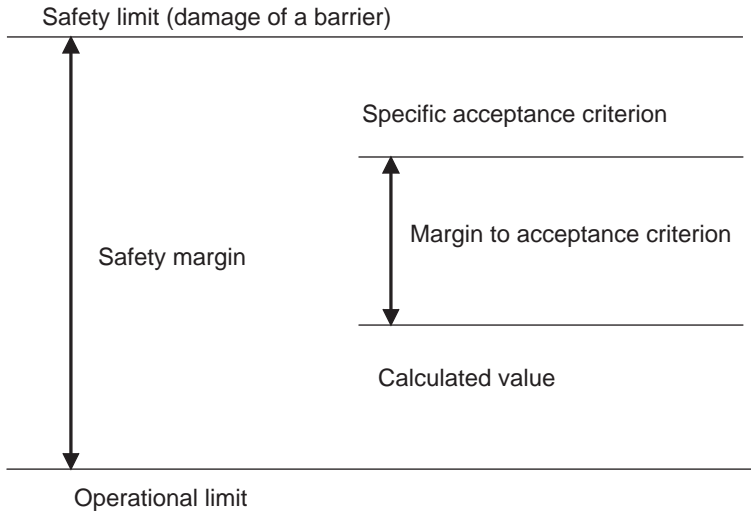 Safety limit (damage of a barrier)
Specific acceptance criterion
Margin to acceptance criterion
Safety margin
Calculated value
Operational limit